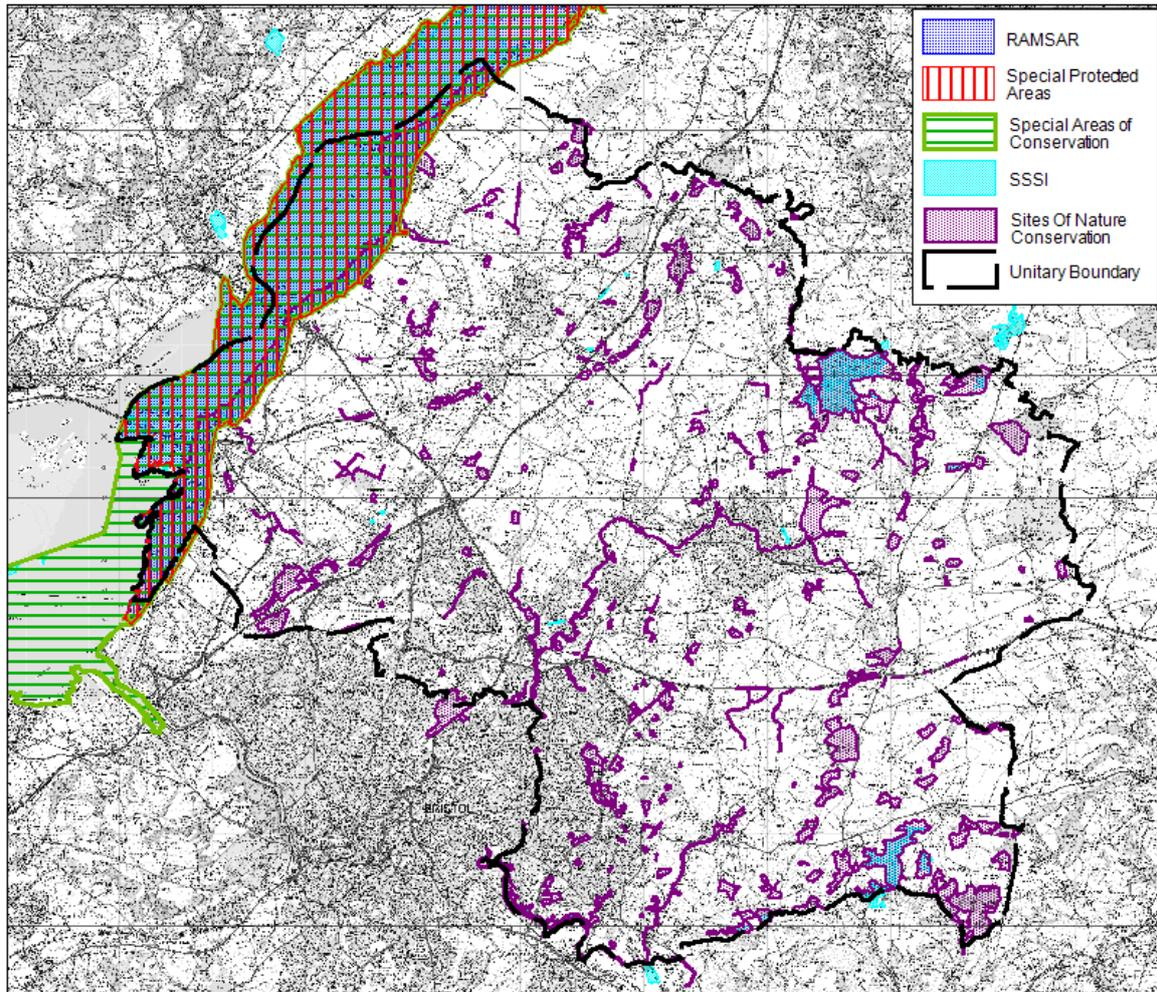 RAMSAR
Special Protected
Areas
Special Areas of
Conservation
SSSI
Sites Of Nature
Conservation
Unitary Boundary
BRISTOL